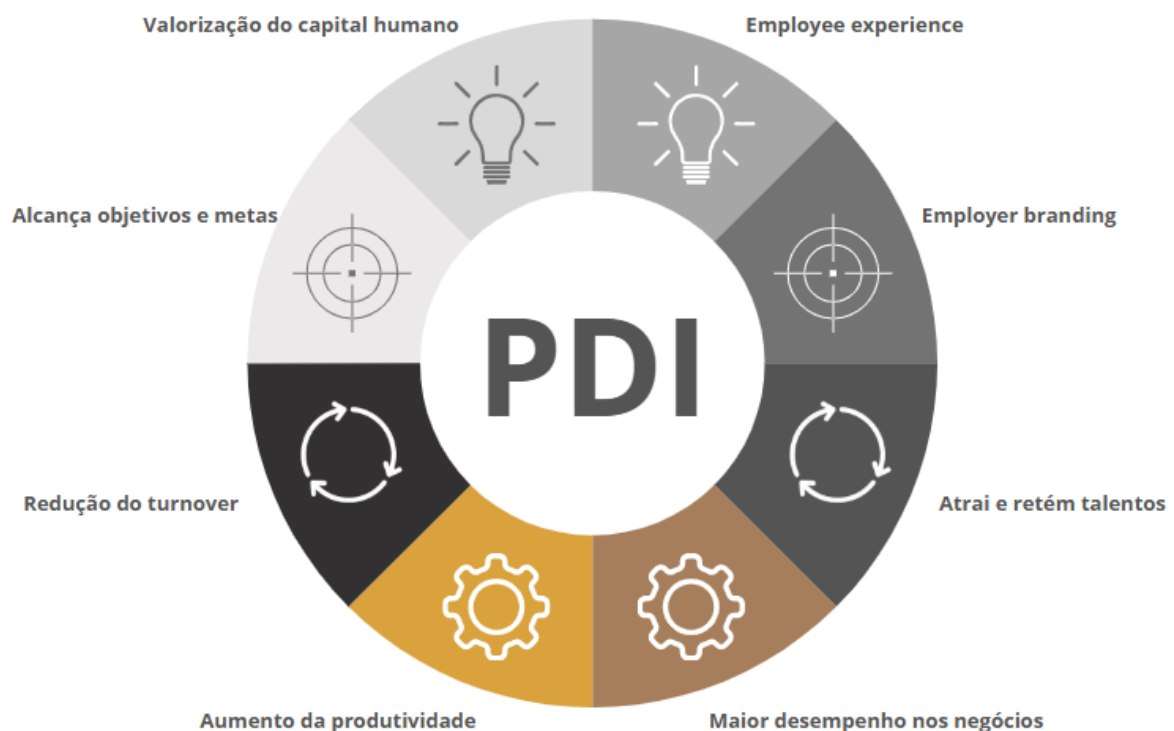 Valorização do capital humano
Employee experience
Alcança objetivos e metas
Employer branding
PDI
Redução do turnover
Atrai e retém talentos
Aumento da produtividade
Maior desempenho nos negócios